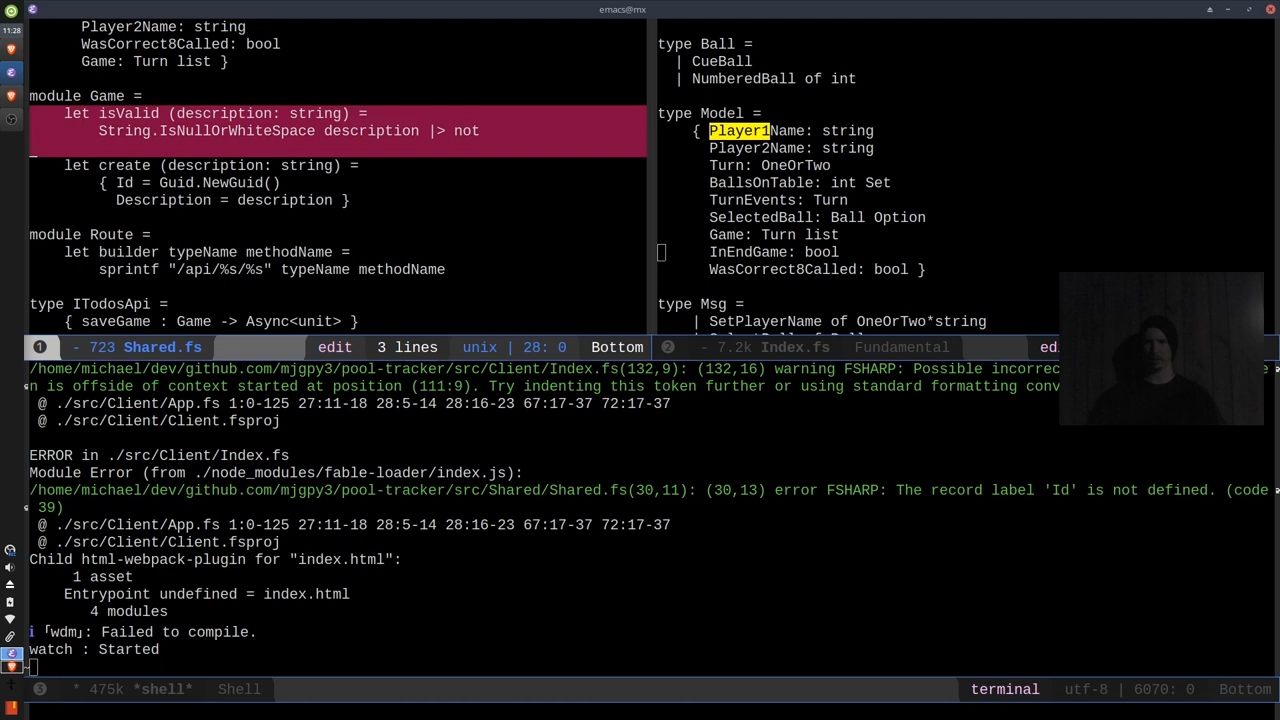 emacs@mx
11:28
Player2Name: string
WasCorrect8Called: bool
Game: Turn list }
module Game =
let isValid (description: string) =
String.IsNullOrWhiteSpace description |> not
let create (description: string) =
{ Id = Guid.NewGuid()
Description = description }
module Route =
let builder typeName methodName =
sprintf "/api/%s/%s" typeName methodName
type ITodosApi =
{ saveGame : Game -> Async<unit> }
1 - 723 Shared.fs edit 3 lines unix | 28: 0 Bottom
type Ball =
| CueBall
| NumberedBall of int
type Model =
{ Player1Name: string
Player2Name: string
Turn: OneOrTwo
BallsOnTable: int Set
TurnEvents: Turn
SelectedBall: Ball Option
Game: Turn list
InEndGame: bool
WasCorrect8Called: bool }
type Msg =
| SetPlayerName of OneOrTwo*string
2 - 7.2k Index.fs Fundamental edi
/home/michael/dev/github.com/mjgpy3/pool-tracker/src/Client/Index.fs(132,9): (132,16) warning FSHARP: Possible incorrec
n is offside of context started at position (111:9). Try indenting this token further or using standard formatting conv
@ ./src/Client/App.fs 1:0-125 27:11-18 28:5-14 28:16-23 67:17-37 72:17-37
@ ./src/Client/Client.fsproj
ERROR in ./src/Client/Index.fs
Module Error (from ./node_modules/fable-loader/index.js):
/home/michael/dev/github.com/mjgpy3/pool-tracker/src/Shared/Shared.fs(30,11): (30,13) error FSHARP: The record label 'Id' is not defined. (code
39)
@ ./src/Client/App.fs 1:0-125 27:11-18 28:5-14 28:16-23 67:17-37 72:17-37
@ ./src/Client/Client.fsproj
Child html-webpack-plugin for "index.html":
1 asset
Entrypoint undefined = index.html
4 modules
i ｢wdm｣: Failed to compile.
watch : Started
3 * 475k *shell* Shell terminal utf-8 | 6070: 0 Bottom